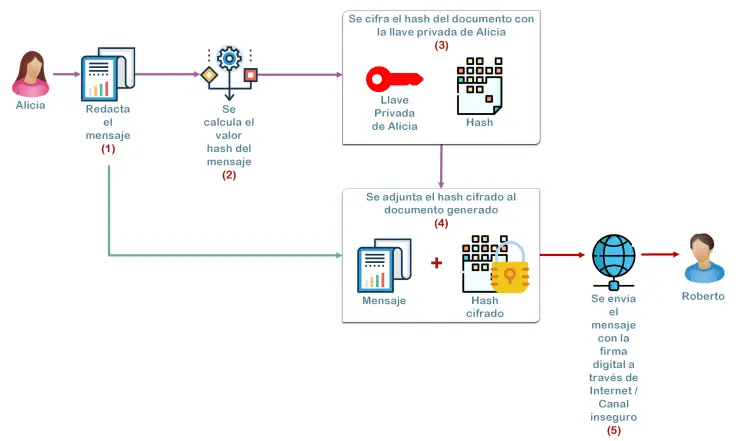 Alicia
Redacta
el
mensaje
(1)
Se
calcula el
valor
hash del
mensaje
(2)
Se cifra el hash del documento con
la llave privada de Alicia
(3)
Llave
Privada
de Alicia
Hash
Se adjunta el hash cifrado al
documento generado
(4)
Mensaje
+
Hash
cifrado
Se envia
el
mensaje
con la
firma
digital a
través de
Internet /
Canal
inseguro
(5)
Roberto